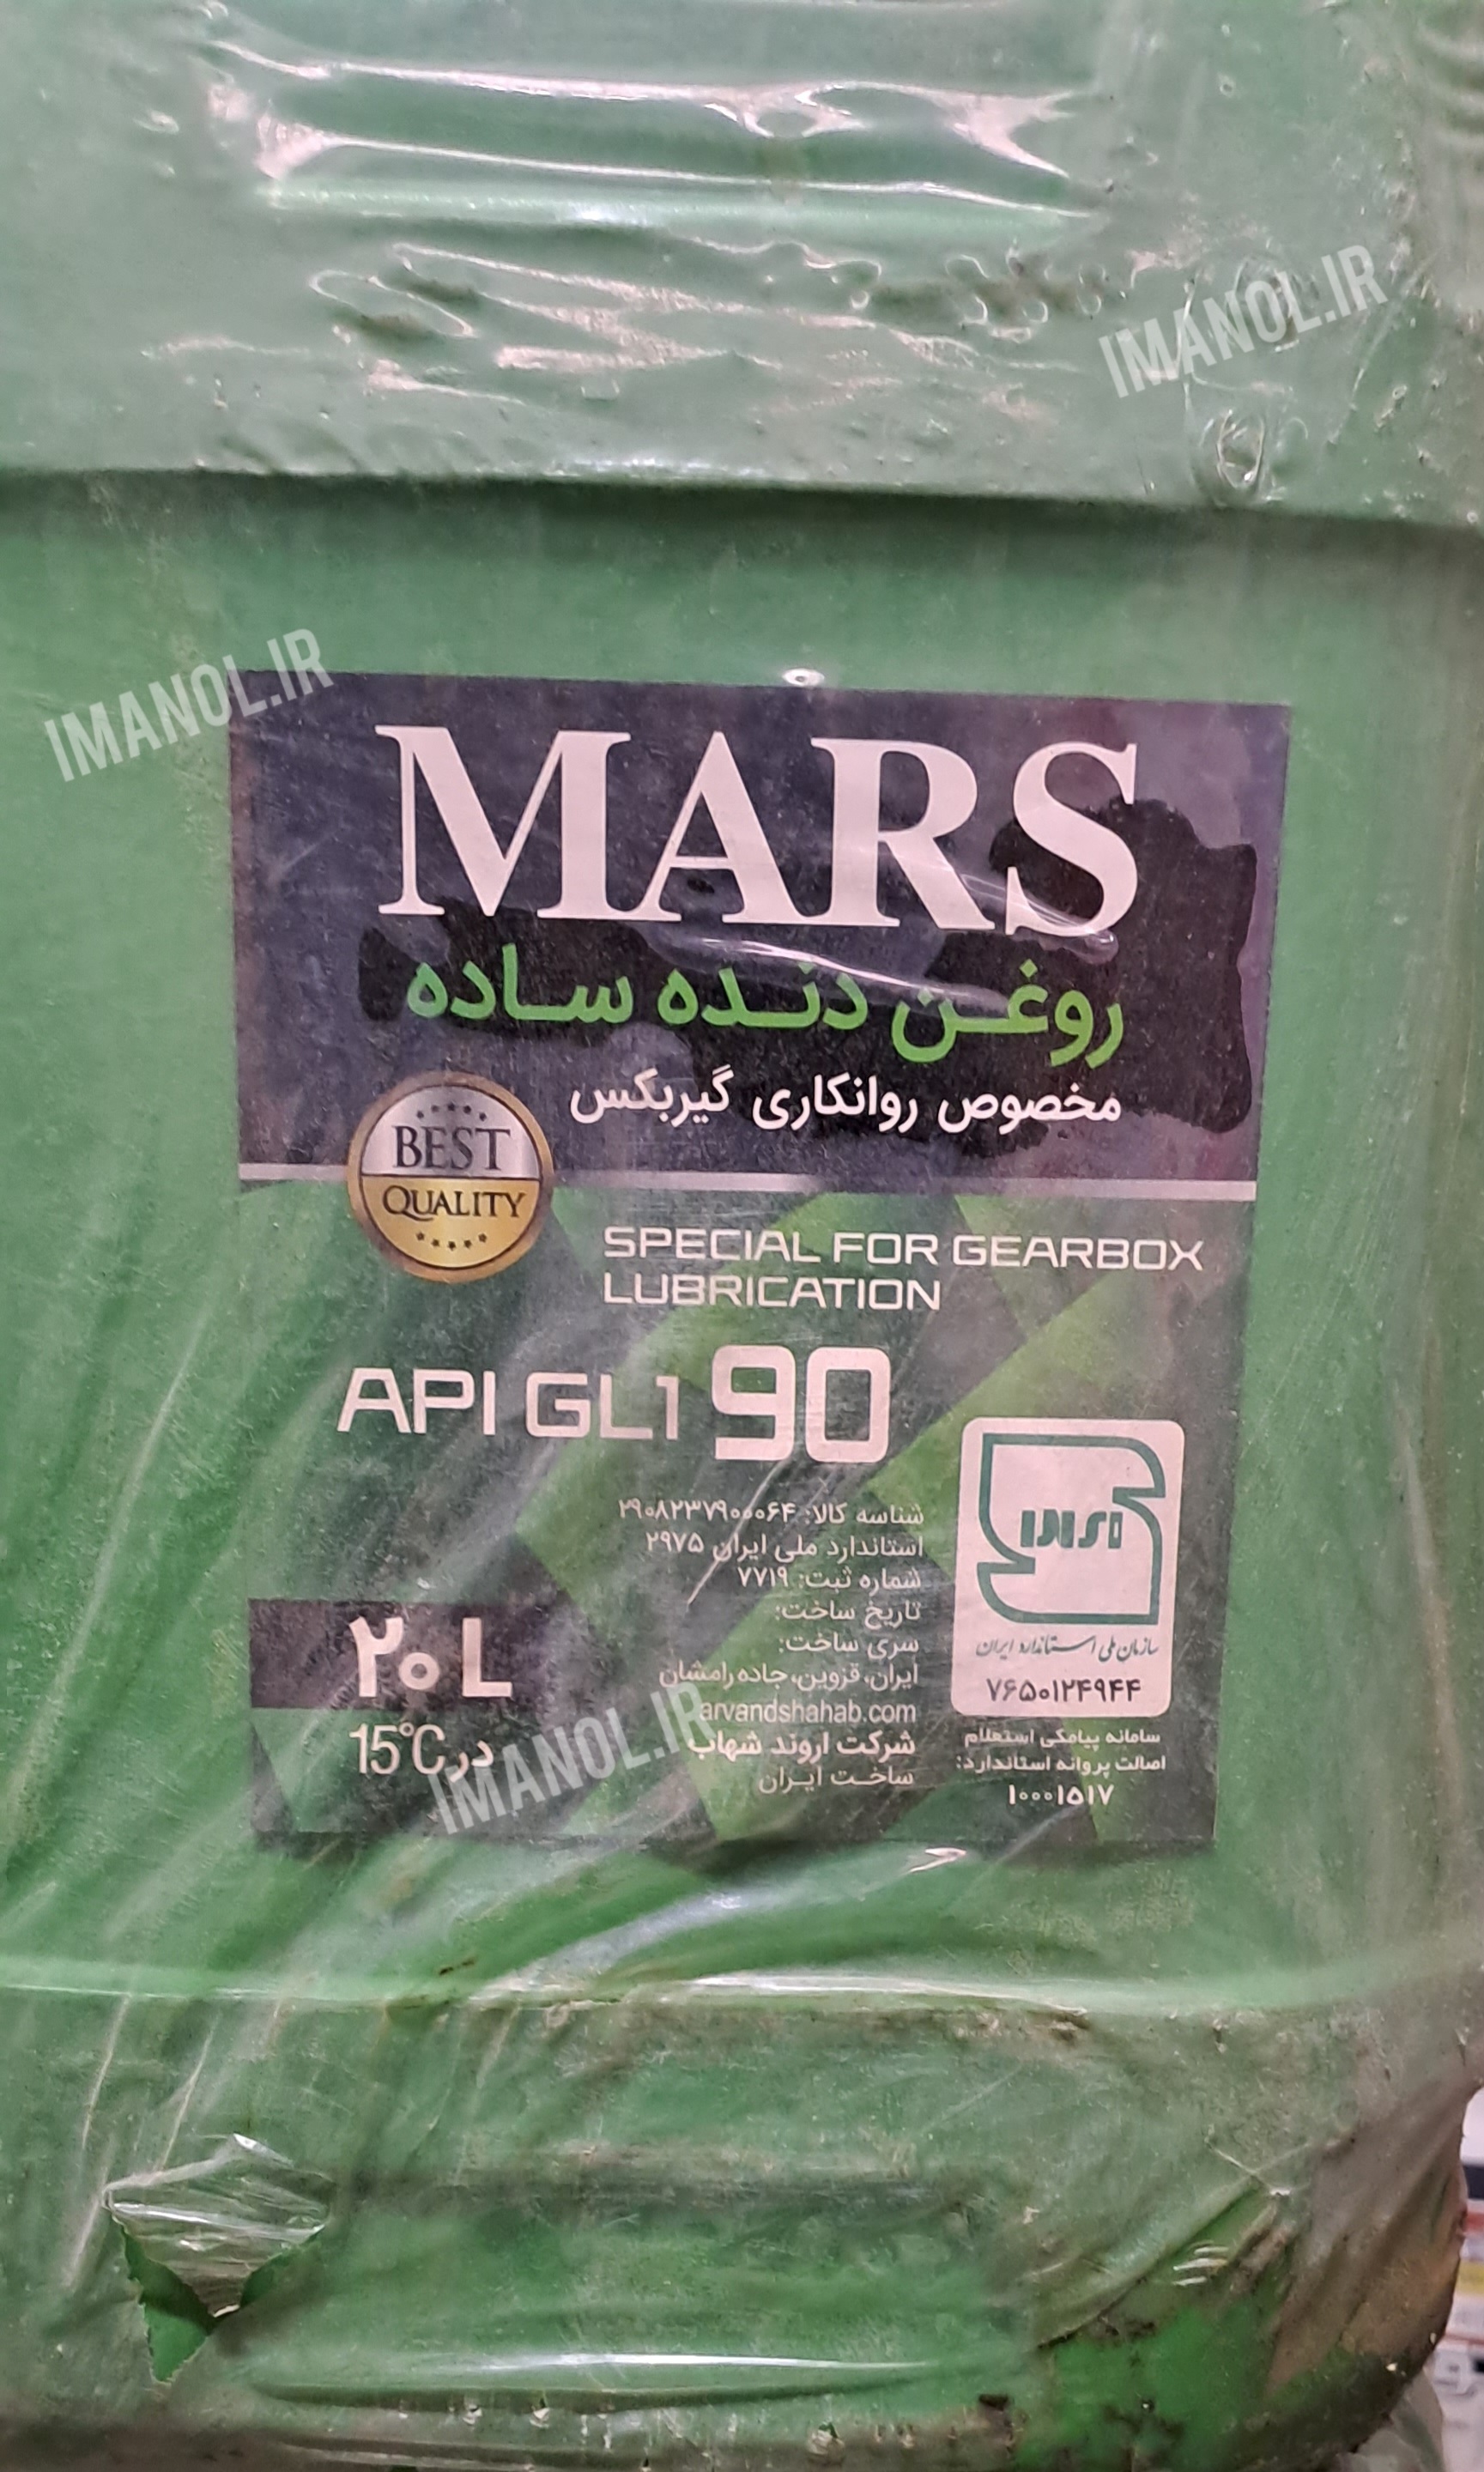 IMANOL.IR
IMANOL.IR
MARS
روغن دنده ساده
مخصوص روانکاری گیربکس
BEST
QUALITY
SPECIAL FOR GEARBOX
LUBRICATION
API GL1 90
شناسه کالا: ۲۹۰۸۲۳۷۹۰۰۰۶۴
استاندارد ملی ایران ۲۹۷۵
شماره ثبت: ۷۷۱۹
تاریخ ساخت:
سری ساخت:
ایران، قزوین، جاده رامشان
arvandshahab.com
شرکت اروند شهاب
ساخت ایران
۲۰ L
در 15°C
IMANOL.IR
سازمان ملی استاندارد ایران
۷۶۵۰۱۲۴۹۴۴
سامانه پیامکی استعلام
اصالت پروانه استاندارد:
۱۰۰۰۱۵۱۷